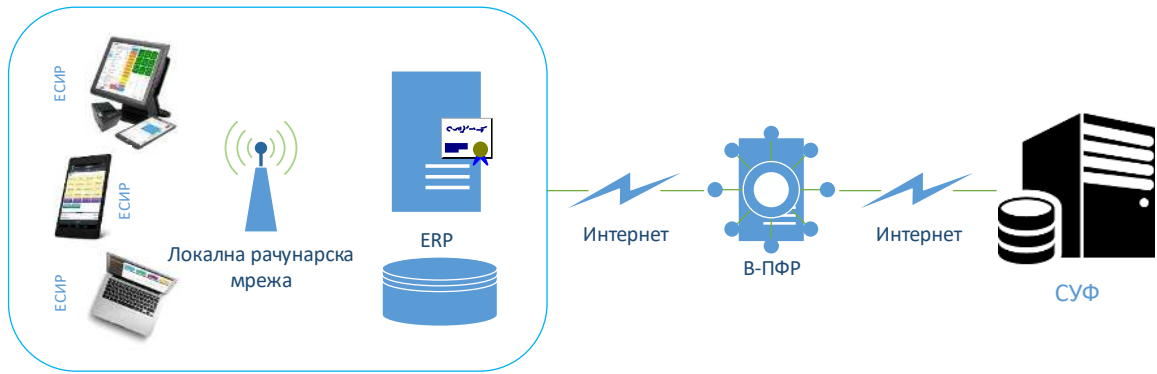 ЕСИР
ЕСИР
ЕСИР
Локална рачунарска
мрежа
ERP
Интернет
В-ПФР
Интернет
СУФ